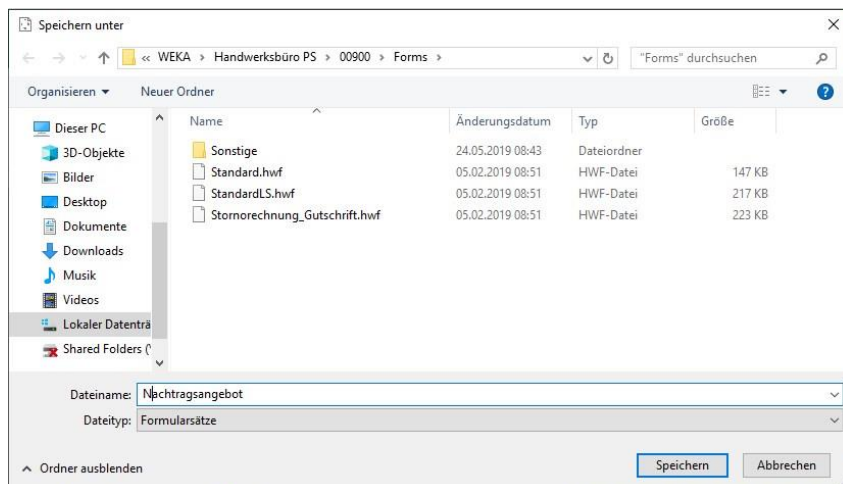 Speichern unter
« WEKA › Handwerksbüro PS › 00900 › Forms ›
"Forms" durchsuchen
Organisieren
Neuer Ordner
Name Änderungsdatum Typ Größe
Dieser PC
3D-Objekte
Bilder
Desktop
Dokumente
Downloads
Musik
Videos
Lokaler Datenträ
Shared Folders (
Sonstige 24.05.2019 08:43 Dateiordner
Standard.hwf 05.02.2019 08:51 HWF-Datei 147 KB
StandardLS.hwf 05.02.2019 08:51 HWF-Datei 217 KB
Stornorechnung_Gutschrift.hwf 05.02.2019 08:51 HWF-Datei 223 KB
Dateiname: Nachtragsangebot
Dateityp: Formularsätze
Ordner ausblenden
Speichern
Abbrechen